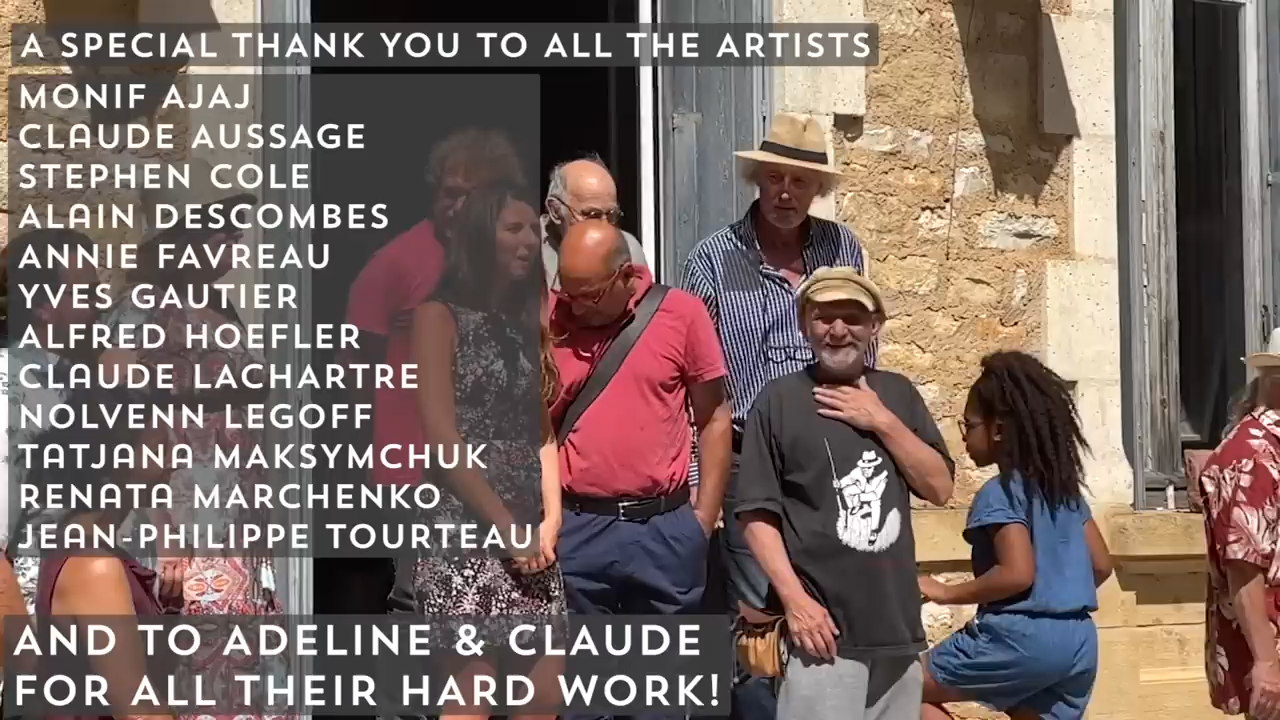 A SPECIAL THANK YOU TO ALL THE ARTISTS
MONIF AJAJ
CLAUDE AUSSAGE
STEPHEN COLE
ALAIN DESCOMBES
ANNIE FAVREAU
YVES GAUTIER
ALFRED HOEFLER
CLAUDE LACHARTRE
NOLVENN LEGOFF
TATJANA MAKSYMCHUK
RENATA MARCHENKO
JEAN-PHILIPPE TOURTEAU
AND TO ADELINE & CLAUDE
FOR ALL THEIR HARD WORK!